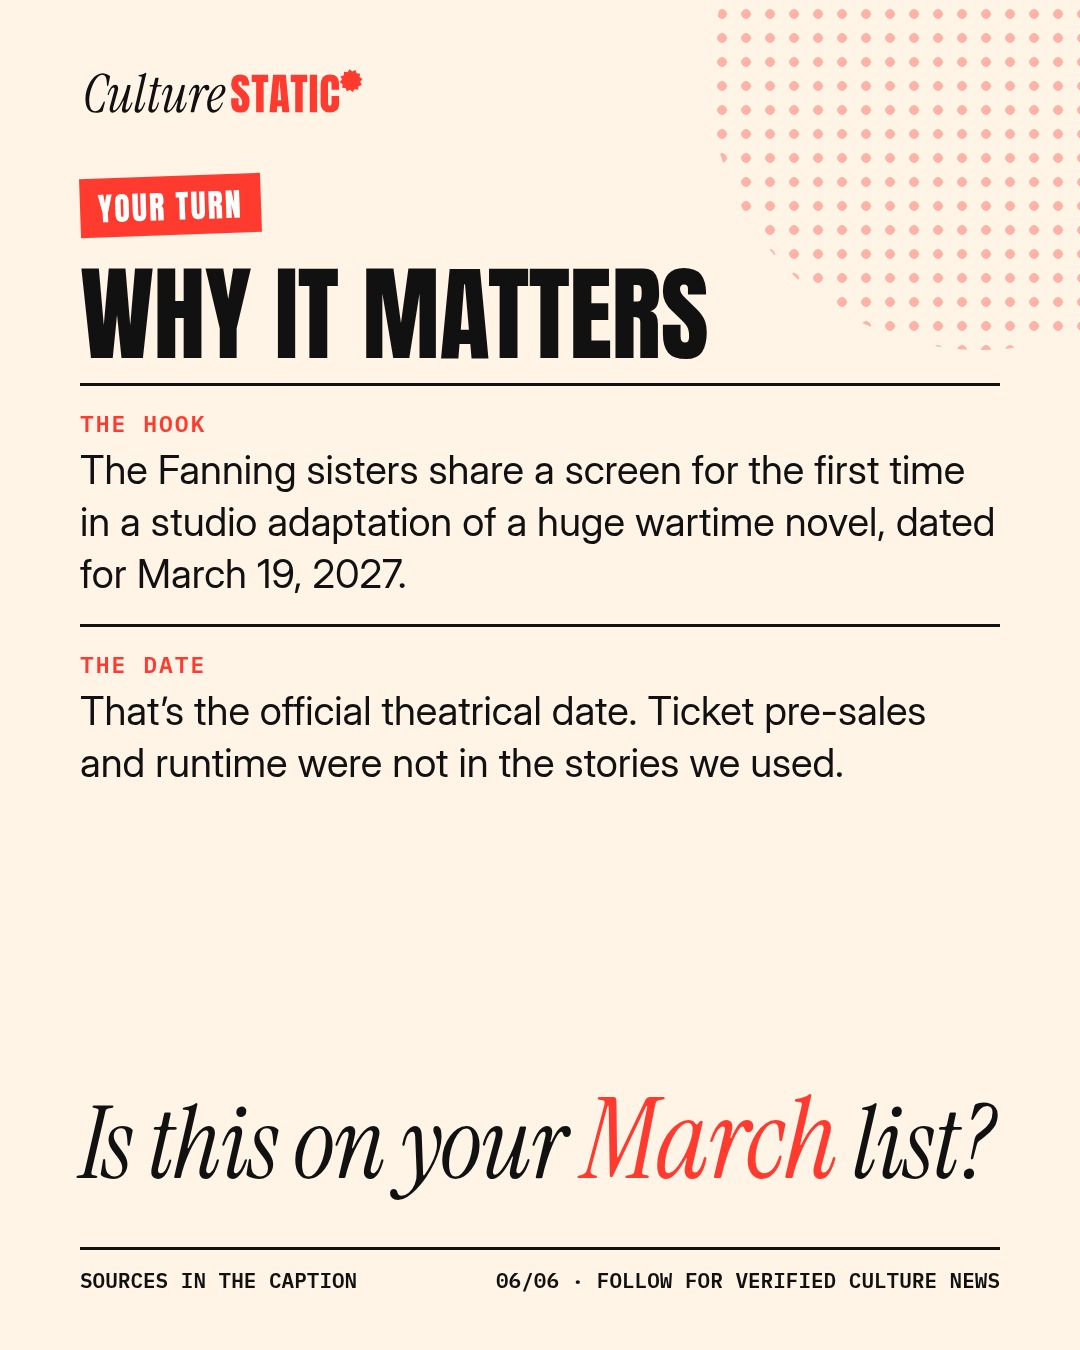 Culture STATIC
YOUR TURN
WHY IT MATTERS
THE HOOK
The Fanning sisters share a screen for the first time
in a studio adaptation of a huge wartime novel, dated
for March 19, 2027.
THE DATE
That’s the official theatrical date. Ticket pre-sales
and runtime were not in the stories we used.
Is this on your March list?
SOURCES IN THE CAPTION
06/06 · FOLLOW FOR VERIFIED CULTURE NEWS